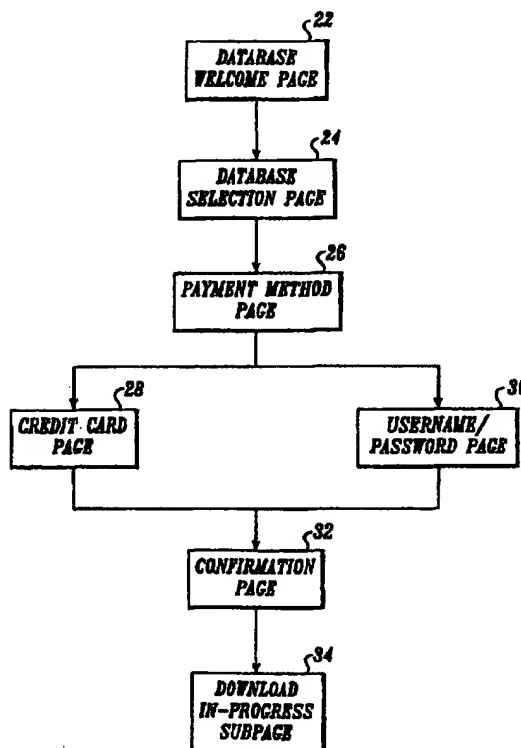 22
DATABASE
WELCOME PAGE
24
DATABASE
SELECTION PAGE
26
PAYMENT METHOD
PAGE
28
CREDIT CARD
PAGE
USERNAME/
PASSWORD PAGE
32
CONFIRMATION
PAGE
34
DOWNLOAD
IN-PROGRESS
SUBPAGE